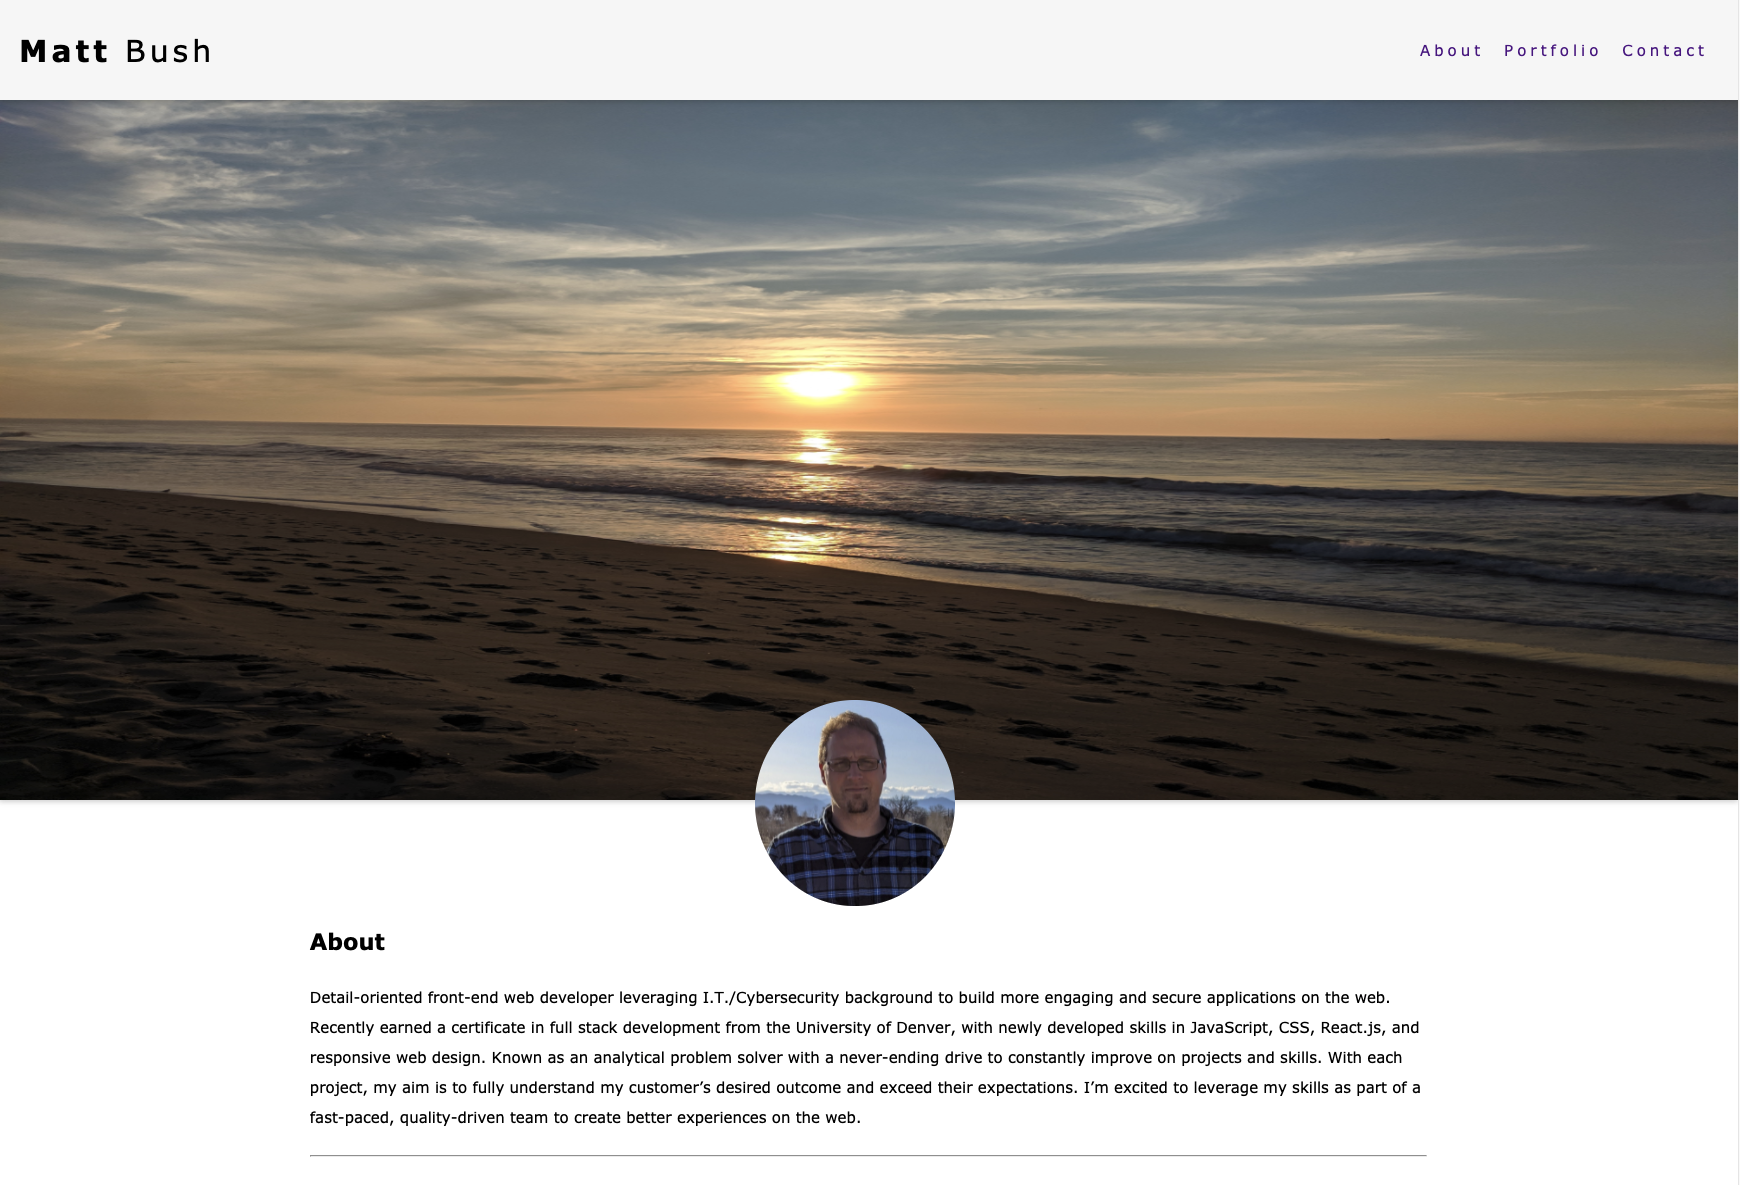 Matt Bush
About Portfolio Contact
About
Detail-oriented front-end web developer leveraging I.T./Cybersecurity background to build more engaging and secure applications on the web.
Recently earned a certificate in full stack development from the University of Denver, with newly developed skills in JavaScript, CSS, React.js, and
responsive web design. Known as an analytical problem solver with a never-ending drive to constantly improve on projects and skills. With each
project, my aim is to fully understand my customer’s desired outcome and exceed their expectations. I’m excited to leverage my skills as part of a
fast-paced, quality-driven team to create better experiences on the web.